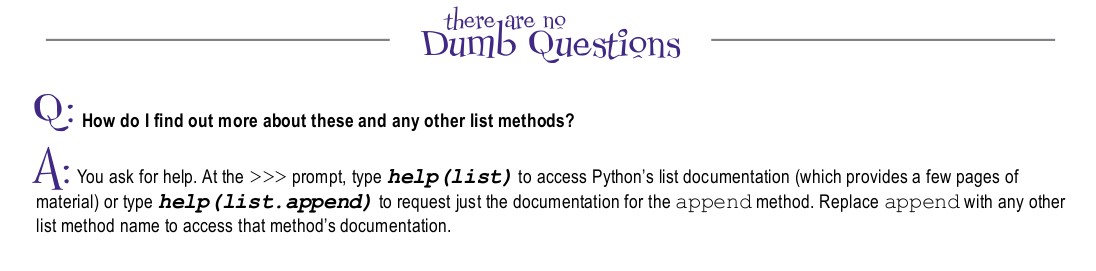 there are no
Dumb Questions
Q: How do I find out more about these and any other list methods?
A: You ask for help. At the >>> prompt, type help(list) to access Python’s list documentation (which provides a few pages of
material) or type help(list.append) to request just the documentation for the append method. Replace append with any other
list method name to access that method’s documentation.